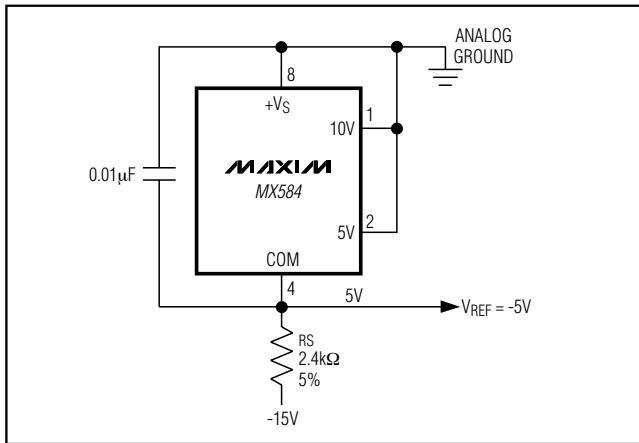 ANALOG
GROUND
8
+VS
1
10V
0.01µF
MAXIM
MX584
2
5V
COM
4
5V
VREF = -5V
RS
2.4kΩ
5%
-15V